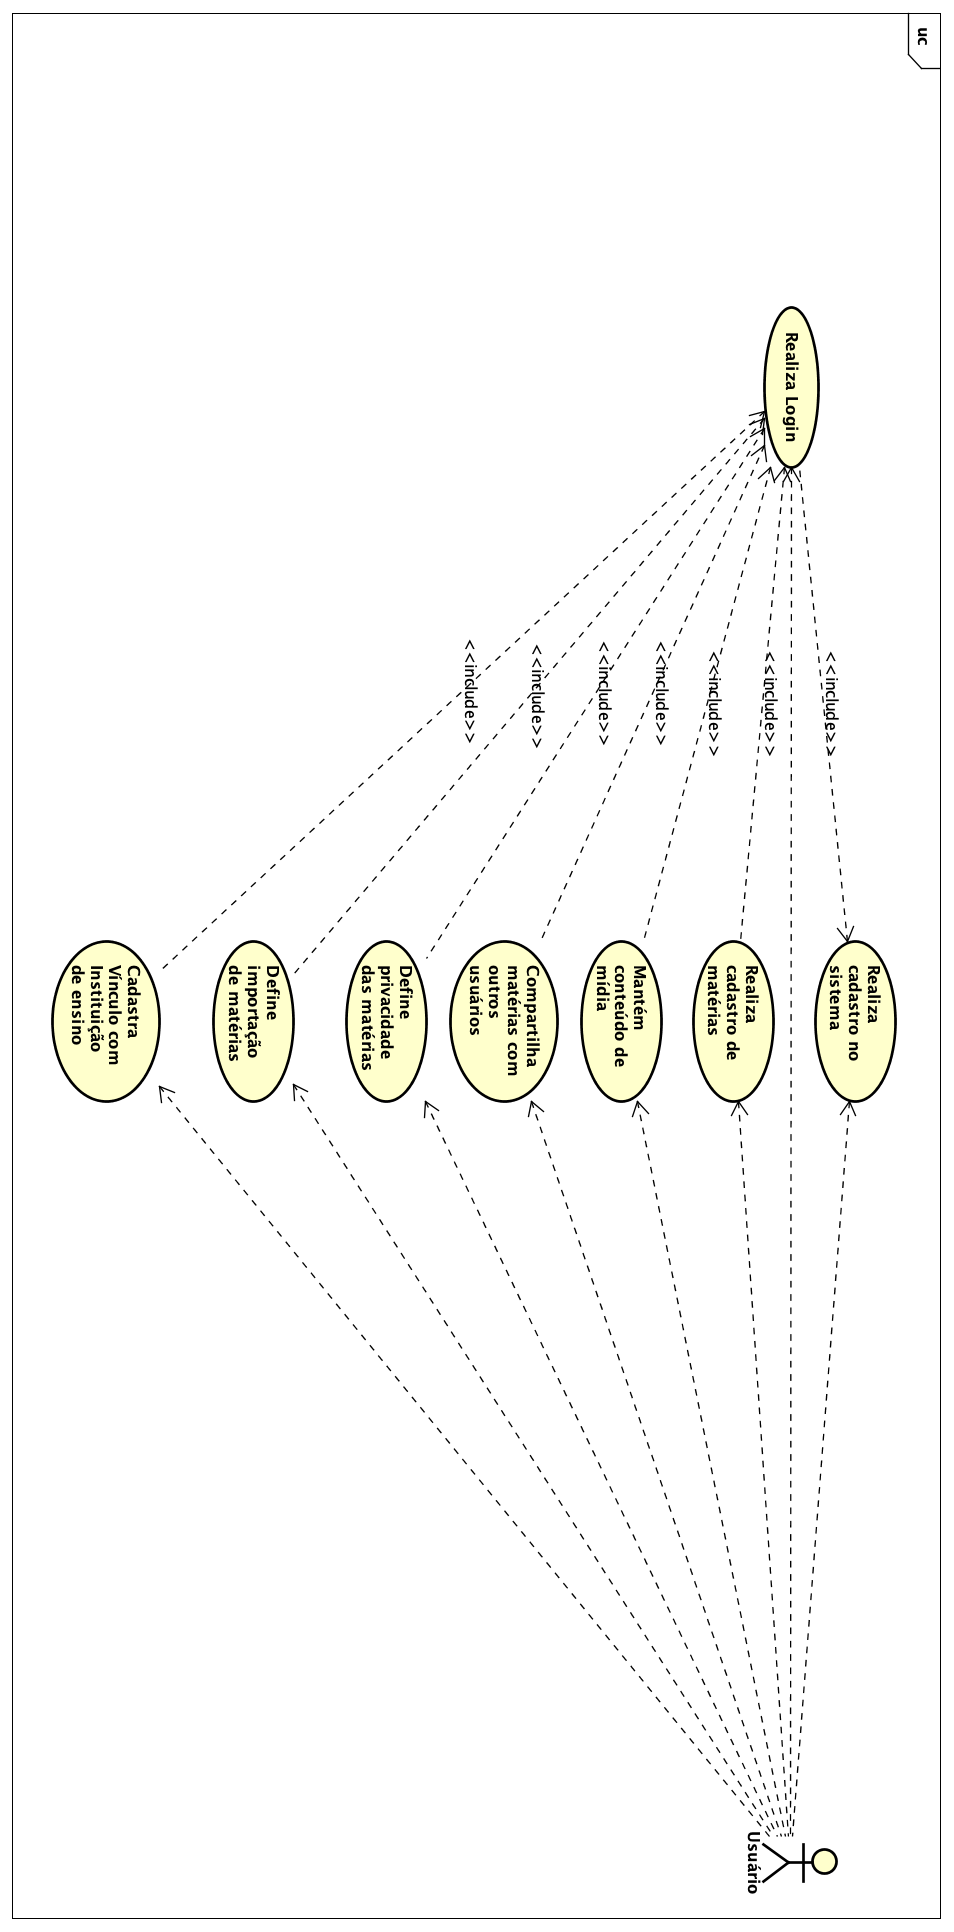 uc
Realiza
cadastro no
sistema
<<include>>
Realiza Login
<<include>>
Realiza
cadastro de
matérias
Usuário
<<include>>
Mantém
conteúdo de
mídia
<<include>>
Compartilha
matérias com
outros
usuários
<<include>>
Define
privacidade
das matérias
<<include>>
Define
importação
de matérias
<<include>>
Cadastra
Vínculo com
Instituição
de ensino